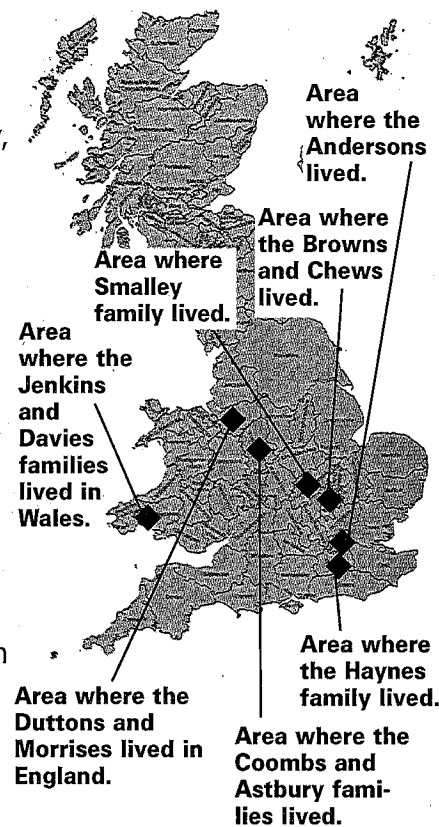 Area
where the
Andersons
lived.
Area where
the Browns
and Chews
lived.
Area where
Smalley
family lived.
Area
where the
Jenkins
and
Davies
families
lived in
Wales.
Area where
the Haynes
family lived.
Area where the
Duttons and
Morrises lived in
England.
Area where the
Coombs and
Astbury fami-
lies lived.